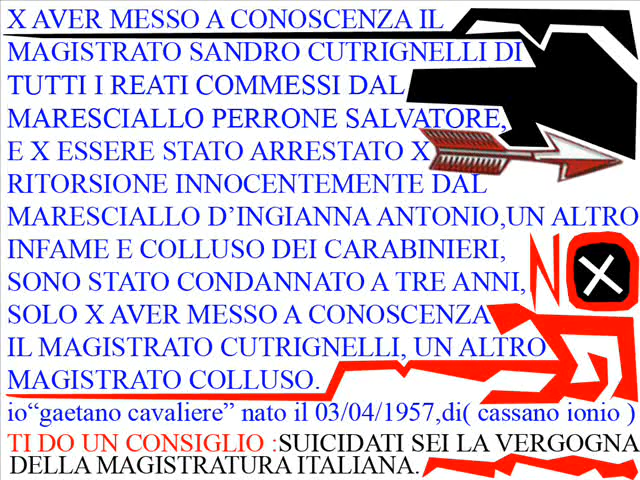 X AVER MESSO A CONOSCENZA IL
MAGISTRATO SANDRO CUTRIGNELLI DI
TUTTI I REATI COMMESSI DAL
MARESCIALLO PERRONE SALVATORE,
E X ESSERE STATO ARRESTATO X
RITORSIONE INNOCENTEMENTE DAL
MARESCIALLO D’INGIANNA ANTONIO,UN ALTRO
INFAME E COLLUSO DEI CARABINIERI,
SONO STATO CONDANNATO A TRE ANNI,
SOLO X AVER MESSO A CONOSCENZA
IL MAGISTRATO CUTRIGNELLI, UN ALTRO
MAGISTRATO COLLUSO.
NO X
io“gaetano cavaliere” nato il 03/04/1957,di( cassano ionio )
TI DO UN CONSIGLIO :SUICIDATI SEI LA VERGOGNA
DELLA MAGISTRATURA ITALIANA.